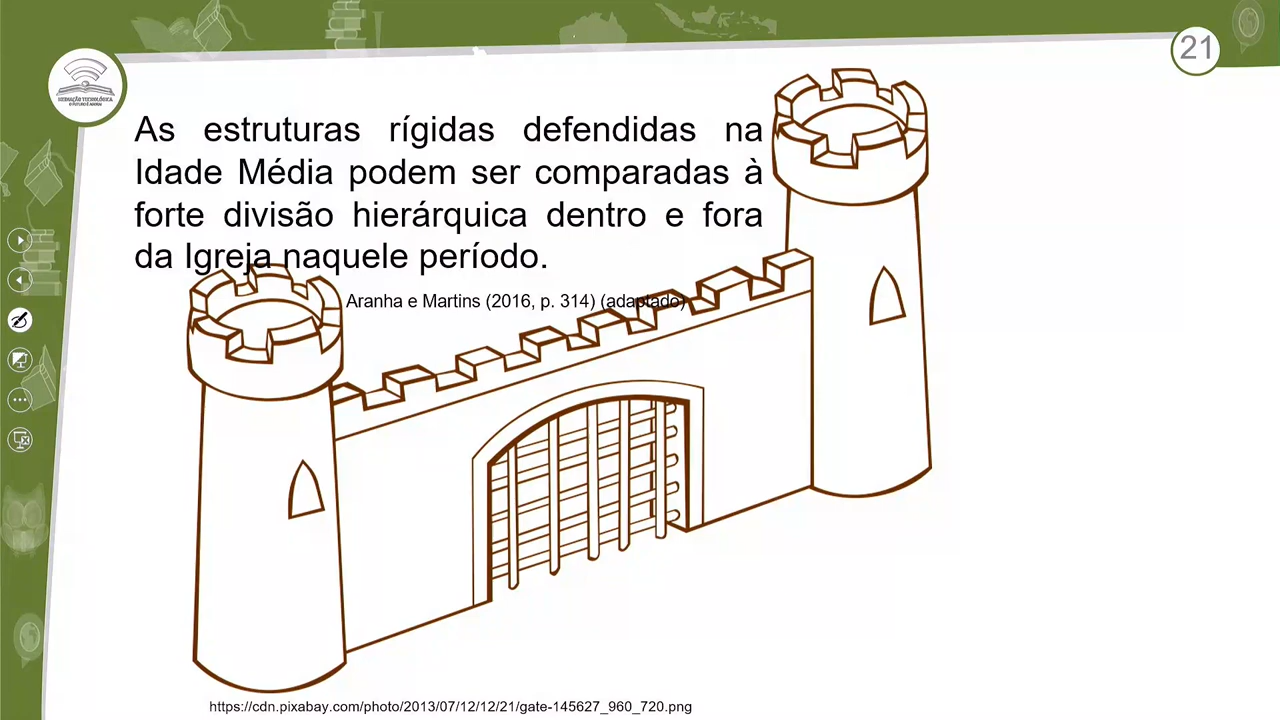 21
MEDIAÇÃO TECNOLÓGICA
As estruturas rígidas defendidas na
Idade Média podem ser comparadas à
forte divisão hierárquica dentro e fora
da Igreja naquele período.
Aranha e Martins (2016, p. 314) (adaptado)
https://cdn.pixabay.com/photo/2013/07/12/12/21/gate-145627_960_720.png